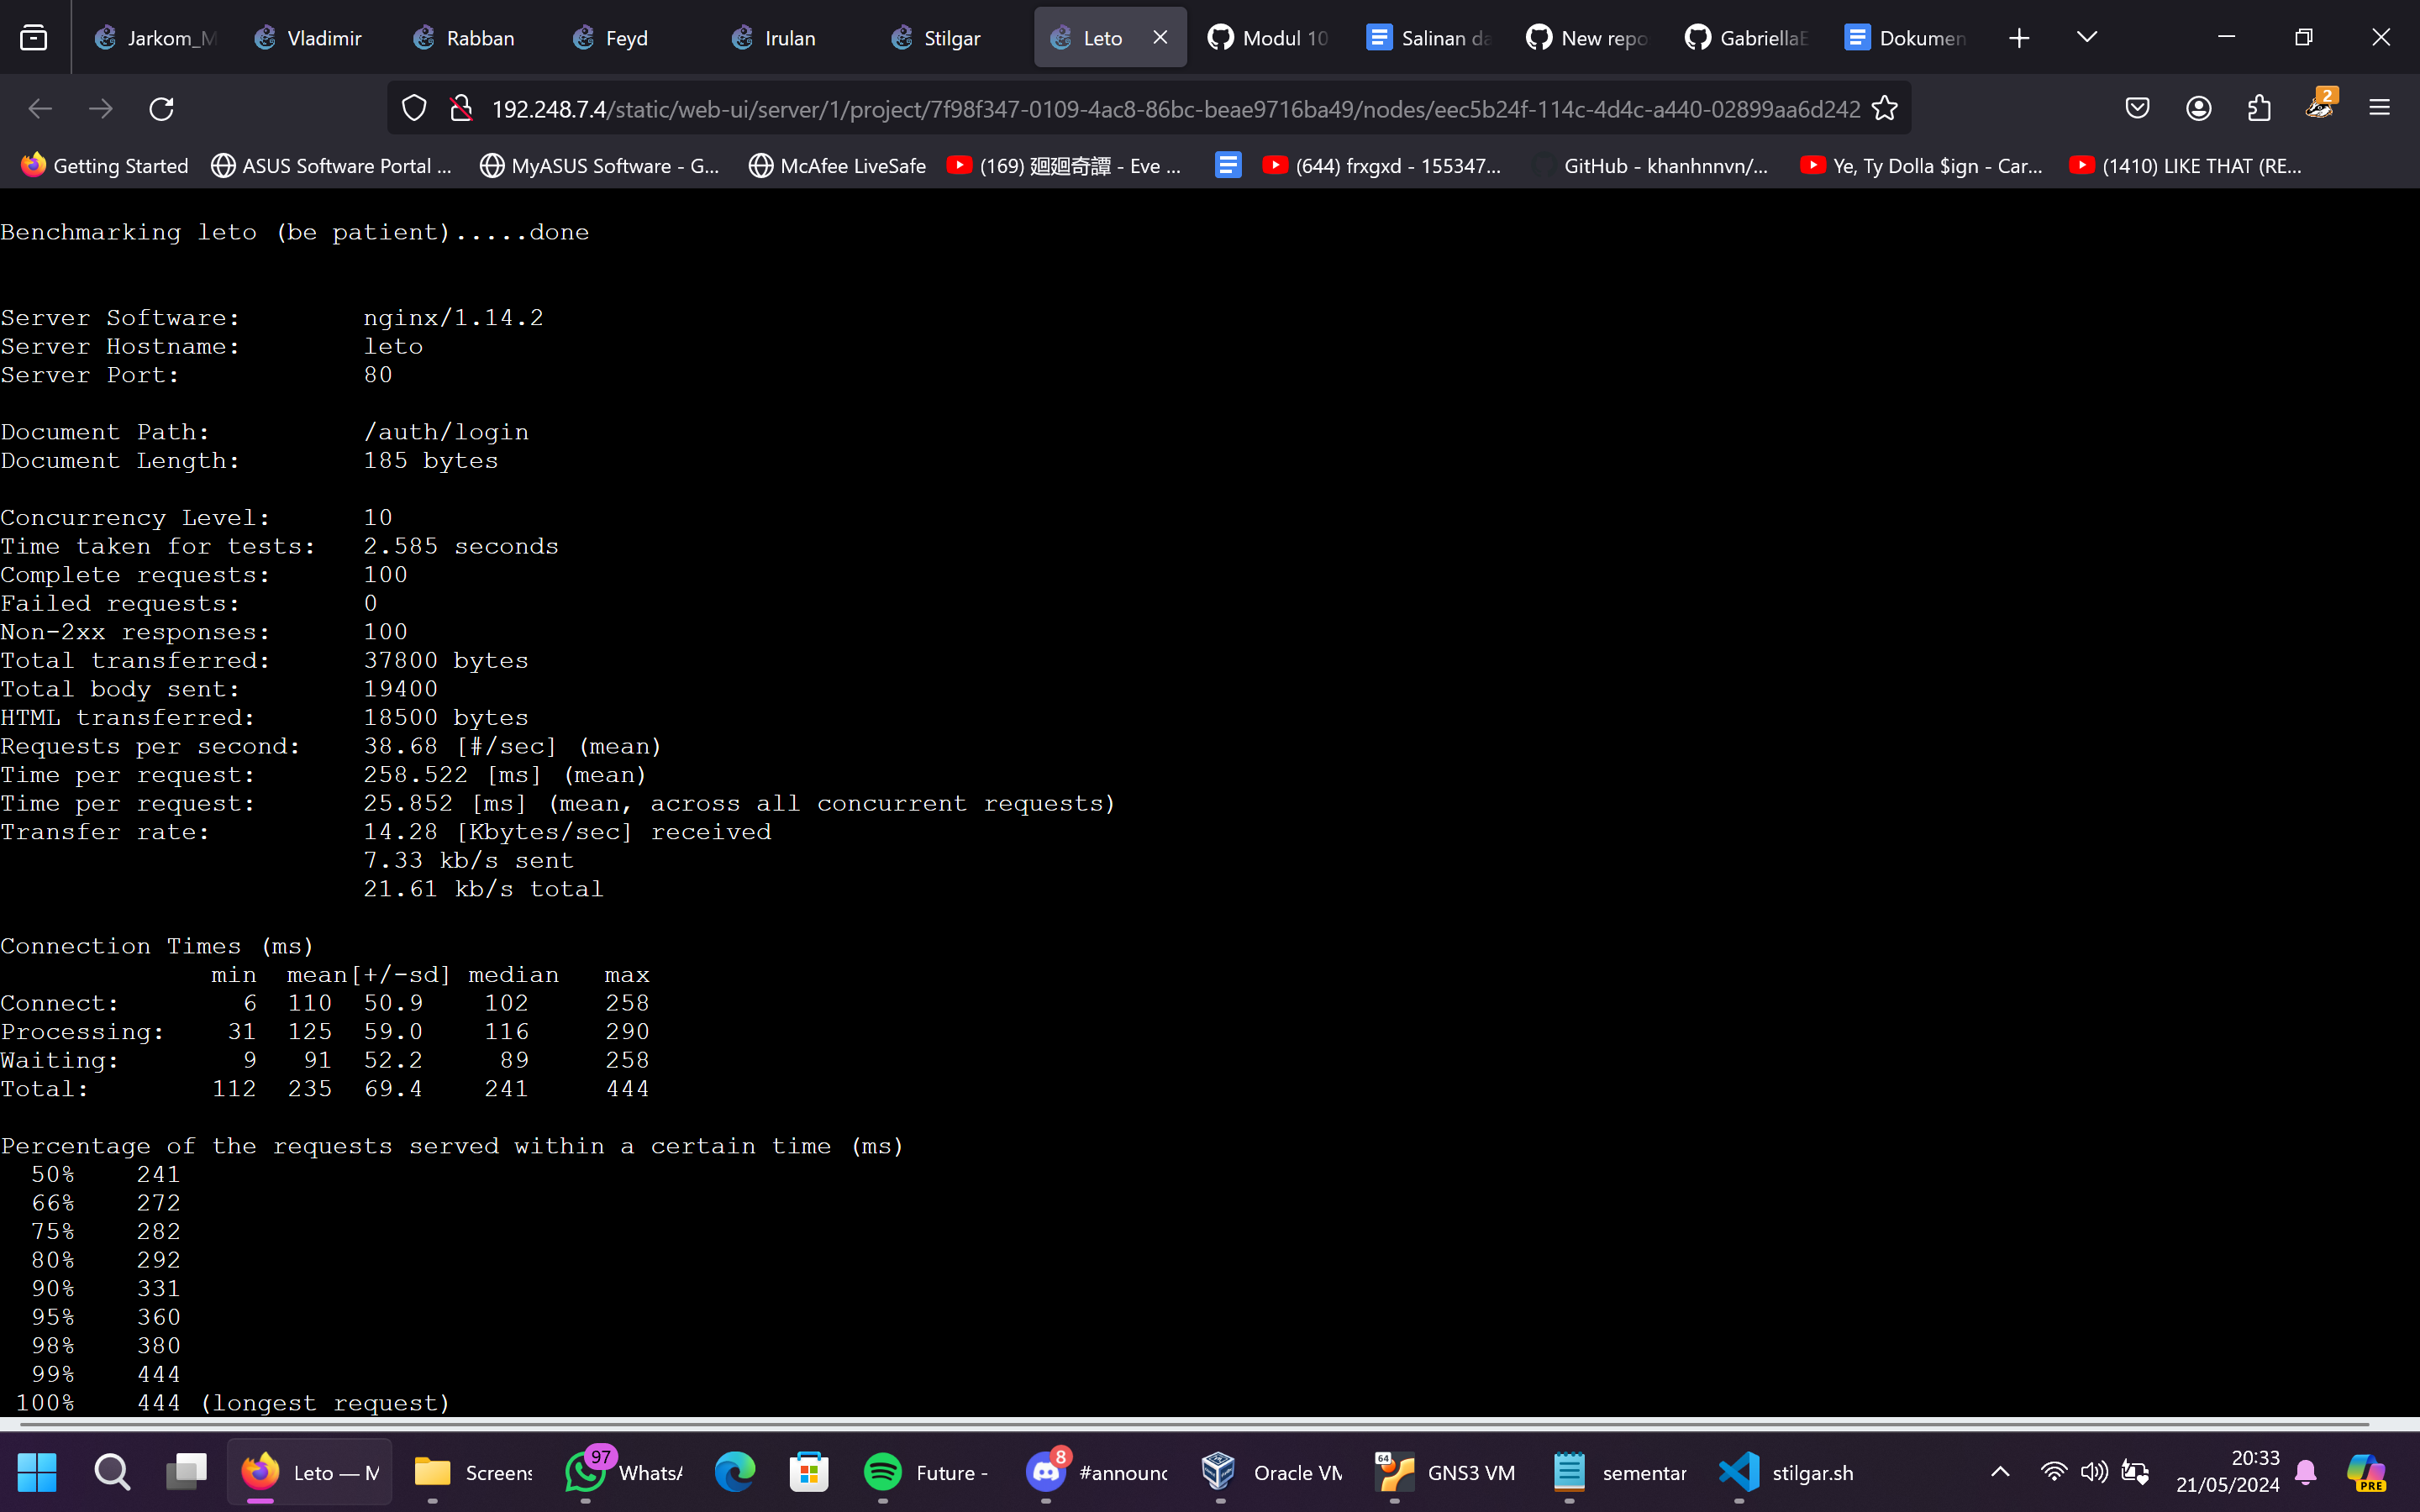 Jarkom_M
Vladimir
Rabban
Feyd
Irulan
Stilgar
Leto
Modul 10
Salinan da
New repo
GabriellaE
Dokumen
192.248.7.4/static/web-ui/server/1/project/7f98f347-0109-4ac8-86bc-beae9716ba49/nodes/eec5b24f-114c-4d4c-a440-02899aa6d242
2
Getting Started
ASUS Software Portal ...
MyASUS Software - G...
McAfee LiveSafe
(169) 廻廻奇譚 - Eve ...
(644) frxgxd - 155347...
GitHub - khanhnnvn/...
Ye, Ty Dolla $ign - Car...
(1410) LIKE THAT (RE...
Benchmarking leto (be patient).....done
Server Software: nginx/1.14.2
Server Hostname: leto
Server Port: 80
Document Path: /auth/login
Document Length: 185 bytes
Concurrency Level: 10
Time taken for tests: 2.585 seconds
Complete requests: 100
Failed requests: 0
Non-2xx responses: 100
Total transferred: 37800 bytes
Total body sent: 19400
HTML transferred: 18500 bytes
Requests per second: 38.68 [#/sec] (mean)
Time per request: 258.522 [ms] (mean)
Time per request: 25.852 [ms] (mean, across all concurrent requests)
Transfer rate: 14.28 [Kbytes/sec] received
7.33 kb/s sent
21.61 kb/s total
Connection Times (ms)
min mean[+/-sd] median max
Connect: 6 110 50.9 102 258
Processing: 31 125 59.0 116 290
Waiting: 9 91 52.2 89 258
Total: 112 235 69.4 241 444
Percentage of the requests served within a certain time (ms)
50% 241
66% 272
75% 282
80% 292
90% 331
95% 360
98% 380
99% 444
100% 444 (longest request)
Leto — M
Screens
97
WhatsA
Future -
8
#announc
Oracle VM
64
GNS3 VM
sementar
stilgar.sh
20:33
21/05/2024
PRE